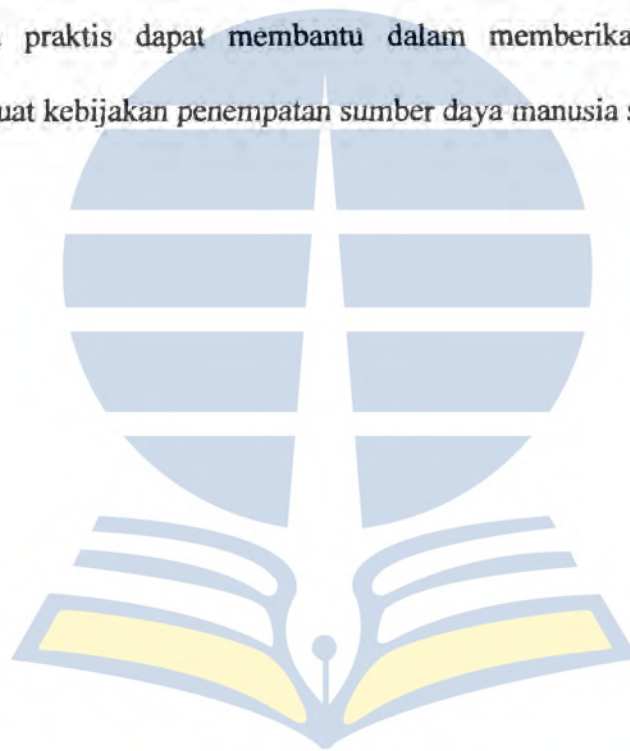 praktis dapat membantu dalam memberika
uat kebijakan penempatan sumber daya manusia s